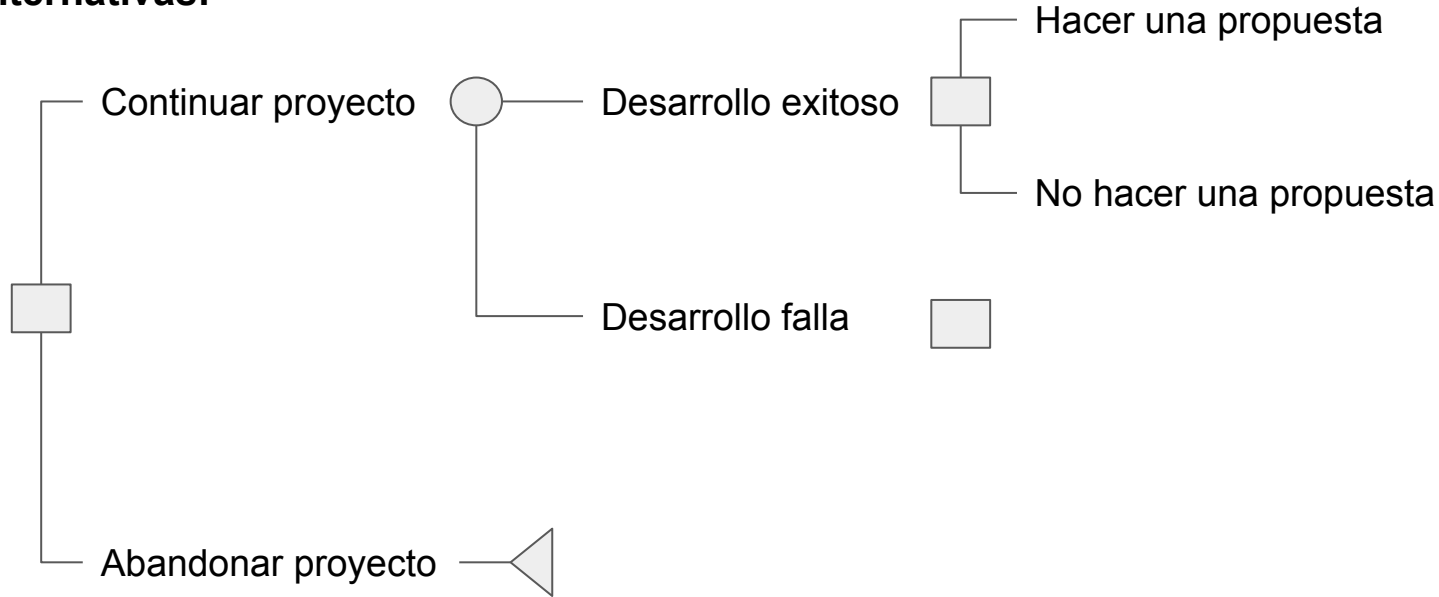 Hacer una propuesta
Continuar proyecto
Desarrollo exitoso
No hacer una propuesta
Desarrollo falla
Abandonar proyecto